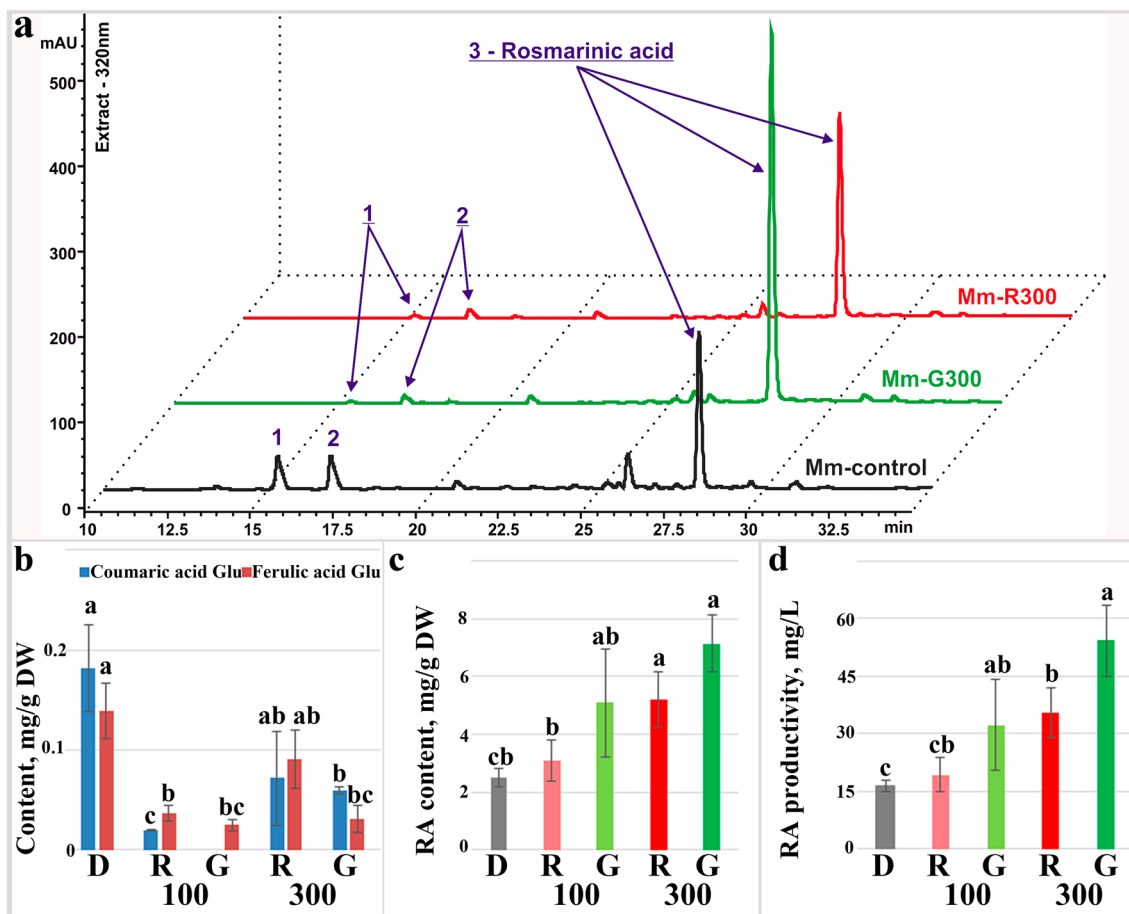 a
mAU
500
400
300
200
100
0
Extract - 320nm
3 - Rosmarinic acid
1
2
Mm-R300
Mm-G300
1
2
Mm-control
10
15
17.5
20
22.5
25
27.5
30
32.5
min
b
Coumaric acid Glu
Ferulic acid Glu
Content, mg/g DW
0.2
0.1
0
a
a
c
b
bc
ab
ab
b
bc
D
R
G
R
G
100
300
c
RA content, mg/g DW
8
6
4
2
0
cb
b
ab
a
a
D
R
G
R
G
100
300
d
RA productivity, mg/L
60
45
30
15
0
c
cb
ab
b
a
D
R
G
R
G
100
300